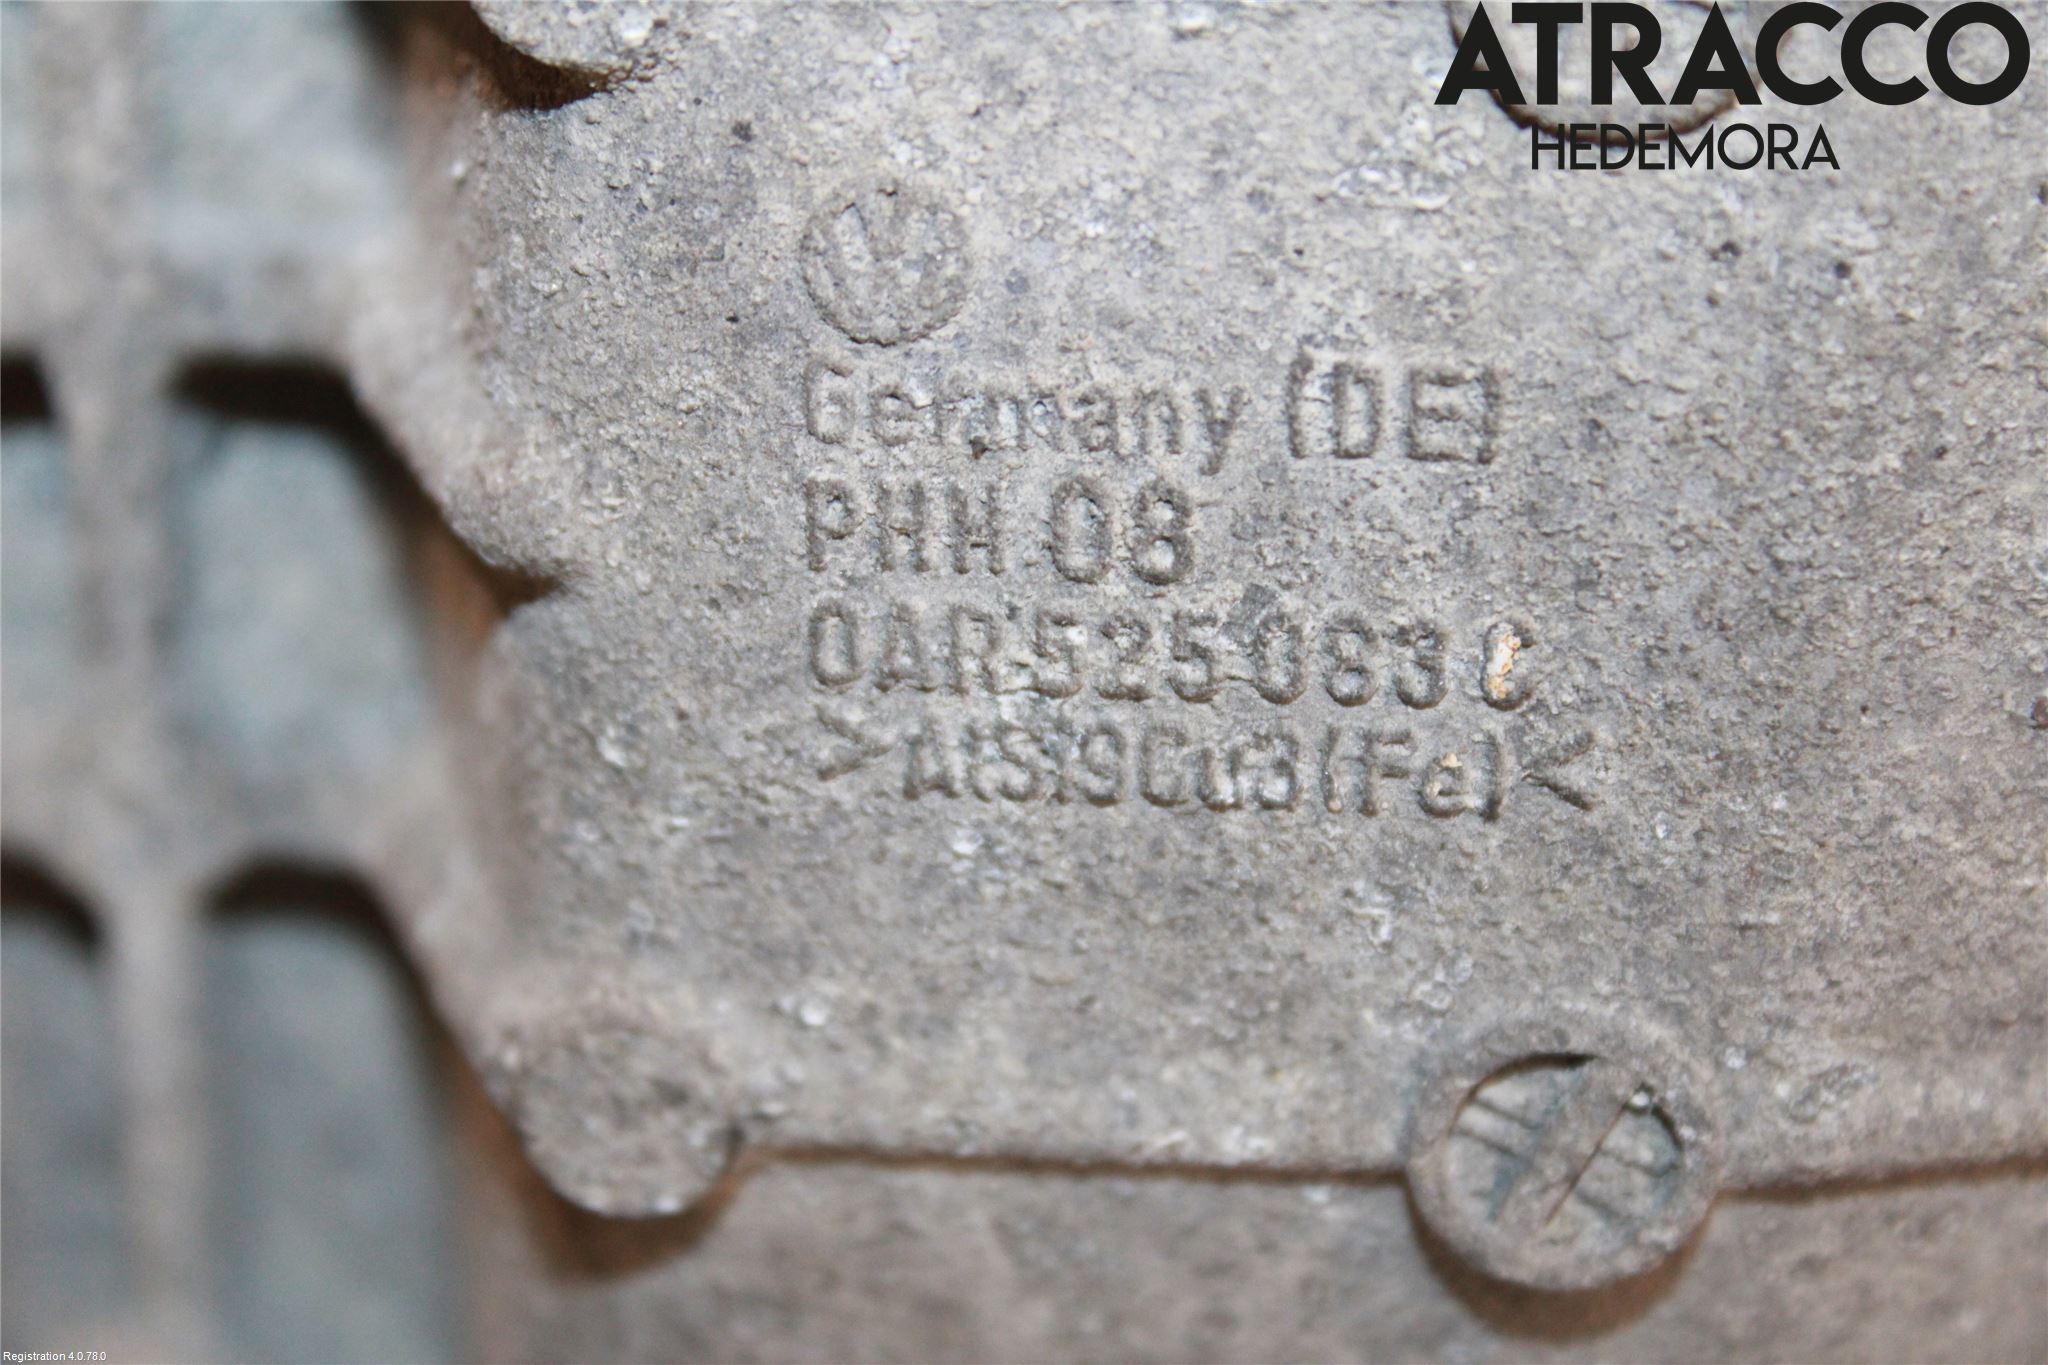 ATRACCO
HEDEMORA
Germany (DE)
PHH 08
0AR 525 083 C
>AlSi9Cu3(Fe)<
Registration 4.0.78.0